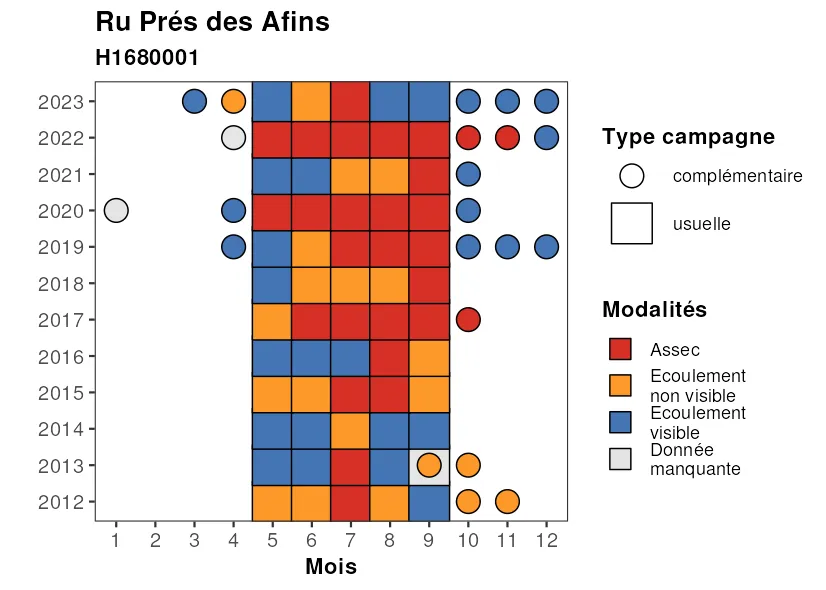 Ru Prés des Afins
H1680001
2023
2022
2021
2020
2019
2018
2017
2016
2015
2014
2013
2012
1 2 3 4 5 6 7 8 9 10 11 12
Mois
Type campagne
complémentaire
usuelle
Modalités
Assec
Ecoulement
non visible
Ecoulement
visible
Donnée
manquante